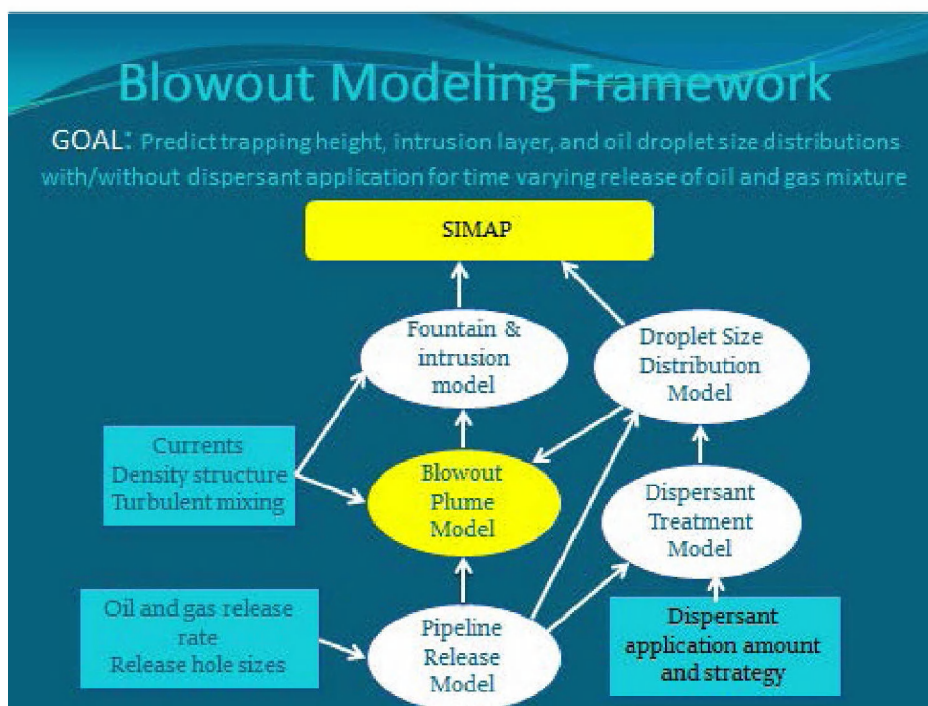 Blowout Modeling Framework
GOAL: Predict trapping height, intrusion layer, and oil droplet size distributions
with/without dispersant application for time varying release of oil and gas mixture
SIMAP
Fountain &
intrusion
model
Droplet Size
Distribution
Model
Currents
Density structure
Turbulent mixing
Blowout
Plume
Model
Dispersant
Treatment
Model
Oil and gas release
rate
Release hole sizes
Pipeline
Release
Model
Dispersant
application amount
and strategy